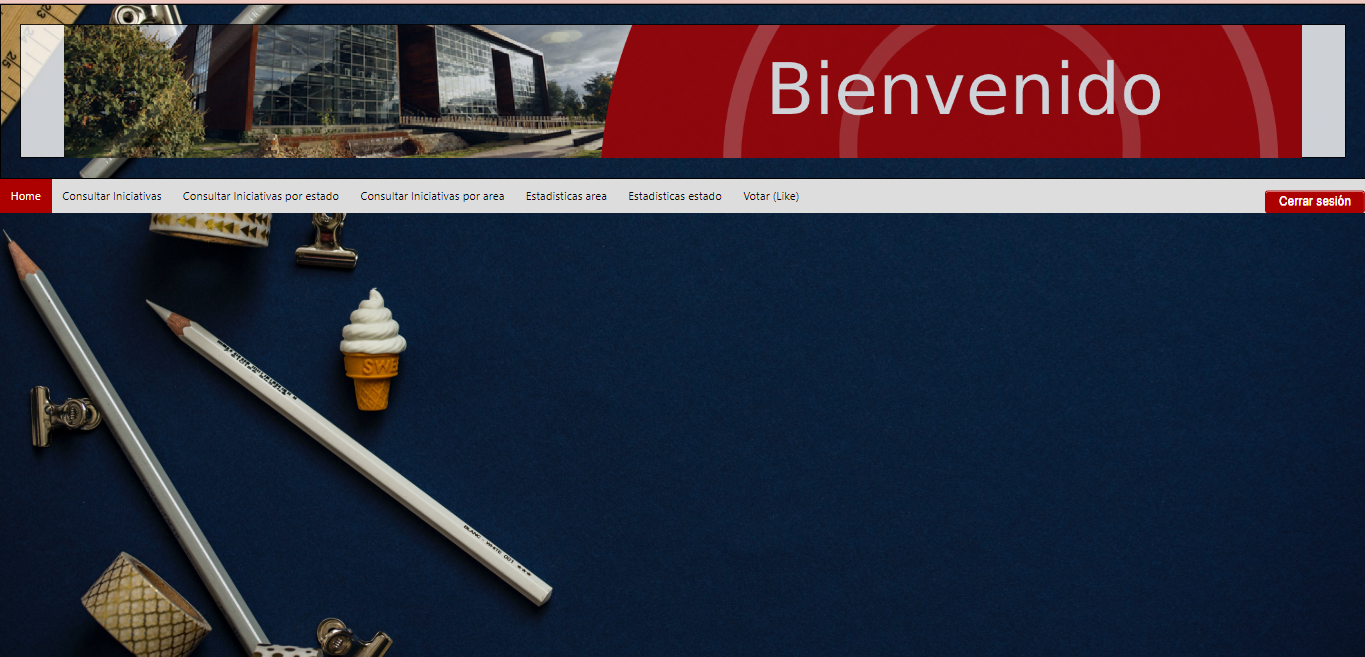 Bienvenido
Home Consultar Iniciativas Consultar Iniciativas por estado Consultar Iniciativas por area Estadisticas area Estadisticas estado Votar (Like) Cerrar sesión
SWE